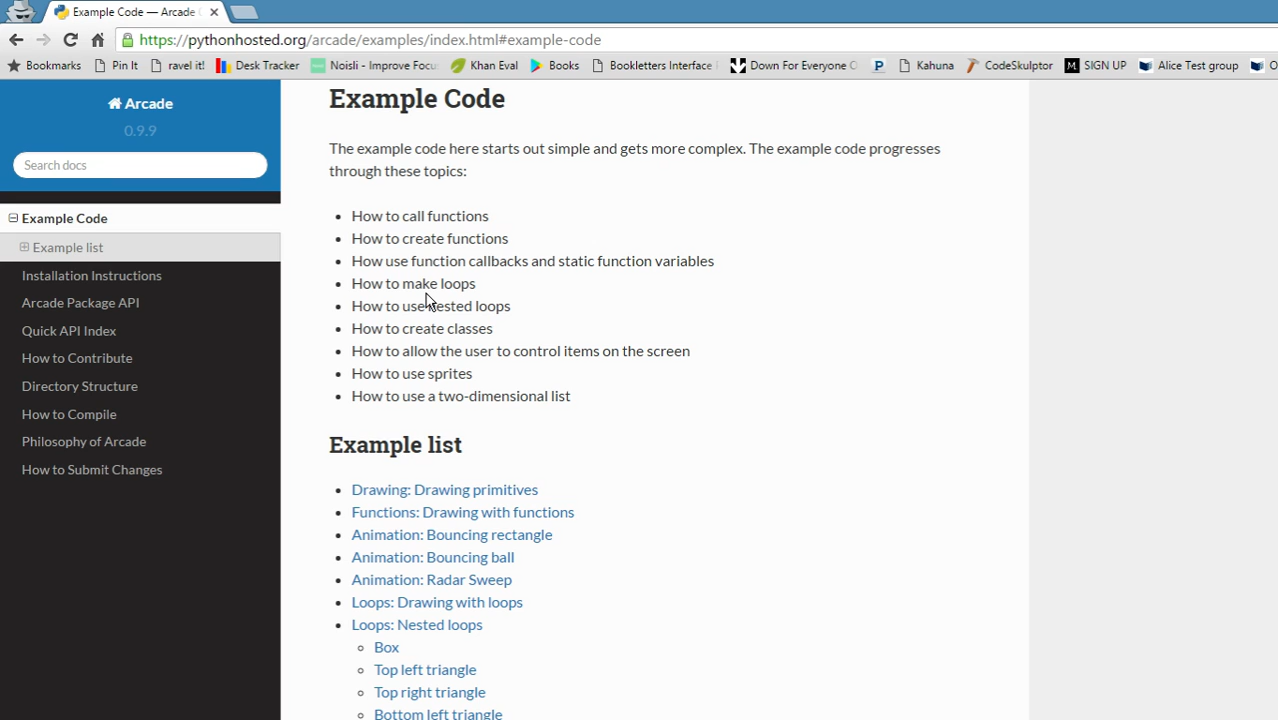 Example Code — Arcade
https://pythonhosted.org/arcade/examples/index.html#example-code
Bookmarks Pin It ravel it! Desk Tracker Noisli - Improve Focu Khan Eval Books Bookletters Interface Down For Everyone O Kahuna CodeSkulptor SIGN UP Alice Test group
Arcade
0.9.9
Search docs
Example Code
Example list
Installation Instructions
Arcade Package API
Quick API Index
How to Contribute
Directory Structure
How to Compile
Philosophy of Arcade
How to Submit Changes
Example Code
The example code here starts out simple and gets more complex. The example code progresses
through these topics:
How to call functions
How to create functions
How use function callbacks and static function variables
How to make loops
How to use nested loops
How to create classes
How to allow the user to control items on the screen
How to use sprites
How to use a two-dimensional list
Example list
Drawing: Drawing primitives
Functions: Drawing with functions
Animation: Bouncing rectangle
Animation: Bouncing ball
Animation: Radar Sweep
Loops: Drawing with loops
Loops: Nested loops
Box
Top left triangle
Top right triangle
Bottom left triangle